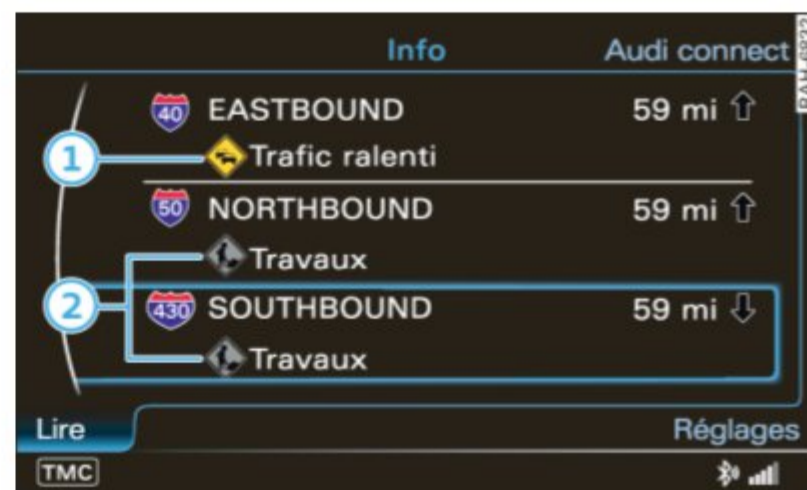 Info Audi connect
40 EASTBOUND 59 mi
1 Trafic ralenti
50 NORTHBOUND 59 mi
Travaux
2
430 SOUTHBOUND 59 mi
Travaux
Lire Réglages
TMC